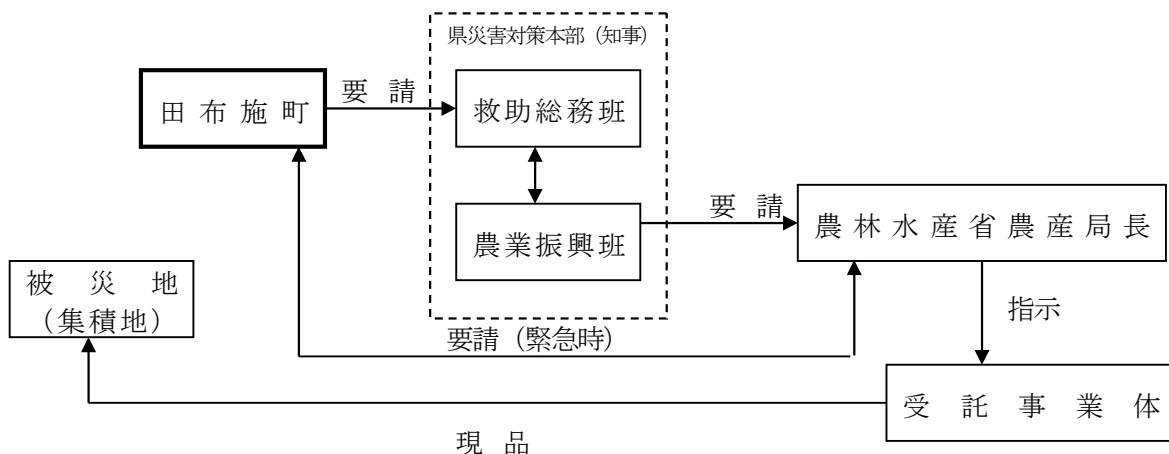 県災害対策本部（知事）
田布施町
要請
救助総務班
農業振興班
要請
農林水産省農産局長
被災地
（集積地）
要請（緊急時）
指示
受託事業体
現品